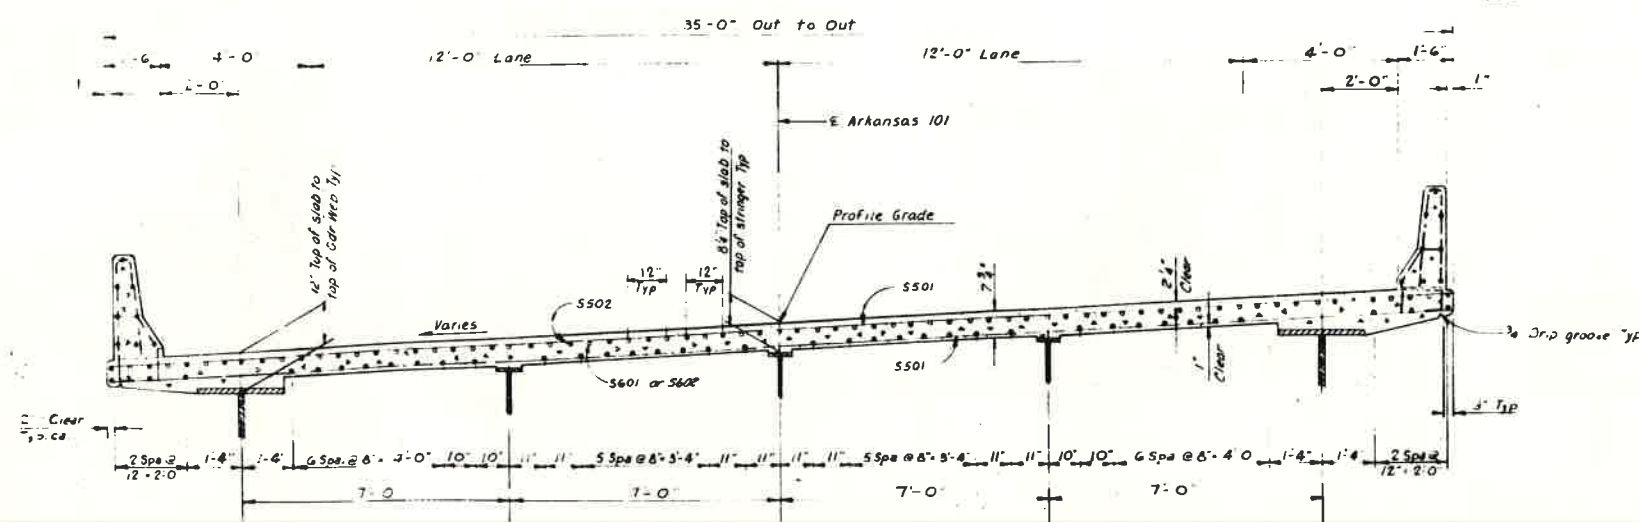 35'-0" Out to Out
4'-0
12'-0" Lane
12'-0" Lane
4'-0"
1'-6"
2'-0"
1"
℄ Arkansas 101
12" Top of slab to
top of Gdr Web Typ
8¼" Top of slab to
top of stringer Typ
Profile Grade
12"
Typ
12"
Typ
S502
S501
7¾"
2¼"
Clear
Varies
S601 or S602
S501
1"
Clear
¾ Drip groove Typ
3" Typ
Clear
2 Spa @
12"= 2'-0
1'-4"
1'-4"
6 Spa. @ 8"=
10"
10"
11"
11"
5 Spa @ 8"= 3'-4"
11"
11"
11"
11"
5 Spa @ 8"= 3'-4"
11"
11"
10"
10"
6 Spa @ 8"= 4'-0
1'-4"
1'-4
2 Spa @
12"= 2'-0
7'-0
7'-0
7'-0"
7'-0"